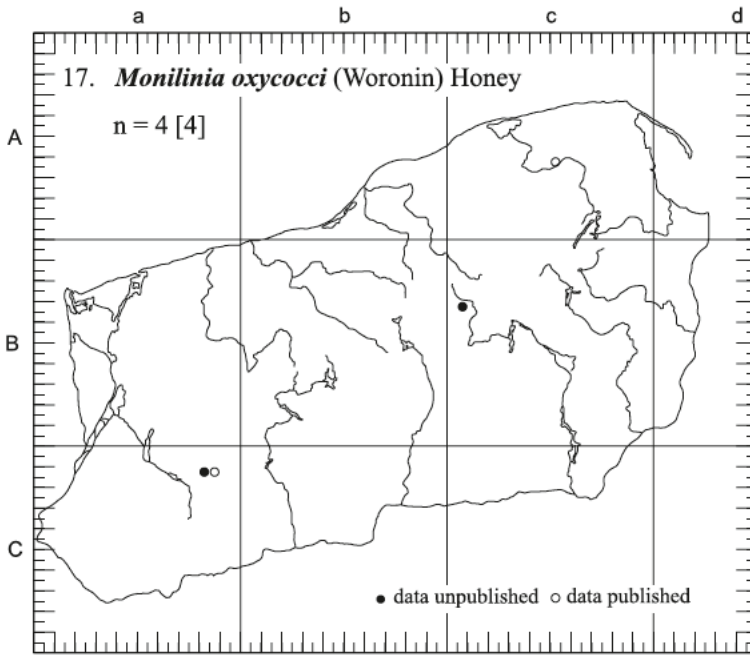 a b c d
17. Monilinia oxycocci (Woronin) Honey
n = 4 [4]
A
B
C
data unpublished data published